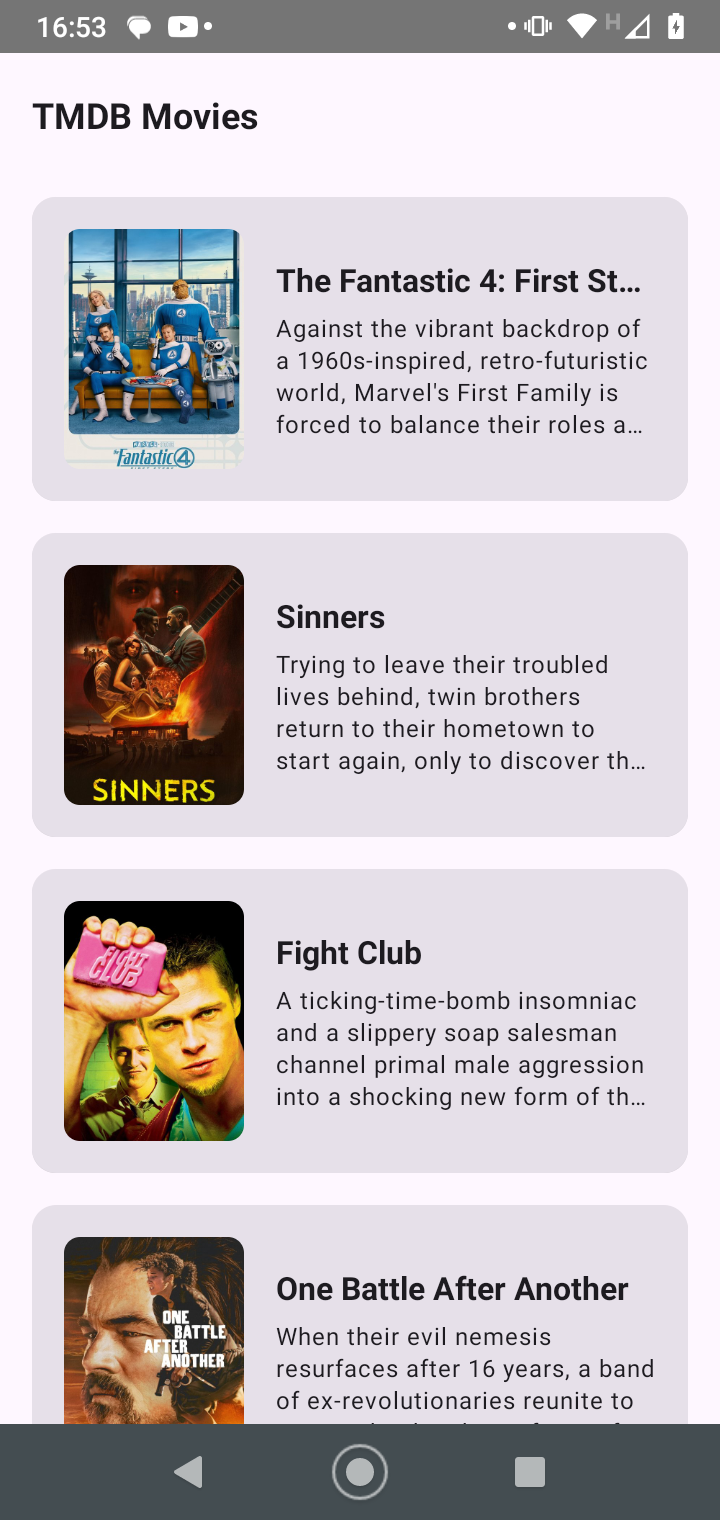 16:53
H
TMDB Movies
The Fantastic 4: First St…
Against the vibrant backdrop of
a 1960s-inspired, retro-futuristic
world, Marvel's First Family is
forced to balance their roles a…
Fantastic 4
Sinners
Trying to leave their troubled
lives behind, twin brothers
return to their hometown to
start again, only to discover th…
SINNERS
Fight Club
A ticking-time-bomb insomniac
and a slippery soap salesman
channel primal male aggression
into a shocking new form of th…
FIGHT
CLUB
One Battle After Another
When their evil nemesis
resurfaces after 16 years, a band
of ex-revolutionaries reunite to
ONE
BATTLE
AFTER
ANOTHER